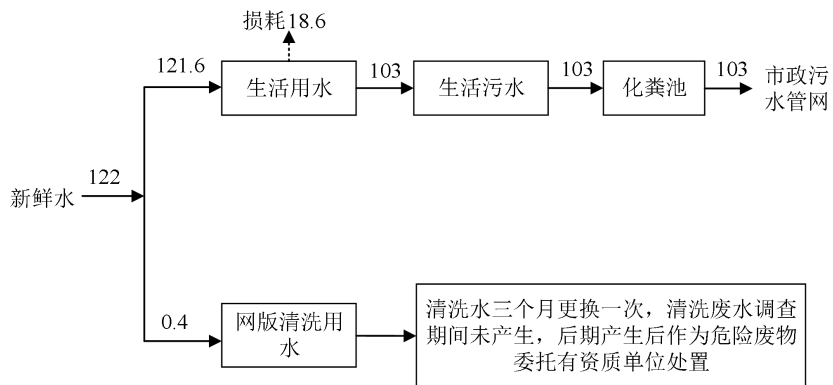 损耗18.6
121.6
生活用水
103
生活污水
103
化粪池
103
市政污
水管网
新鲜水
122
0.4
网版清洗用
水
清洗水三个月更换一次，清洗废水调查
期间未产生，后期产生后作为危险废物
委托有资质单位处置